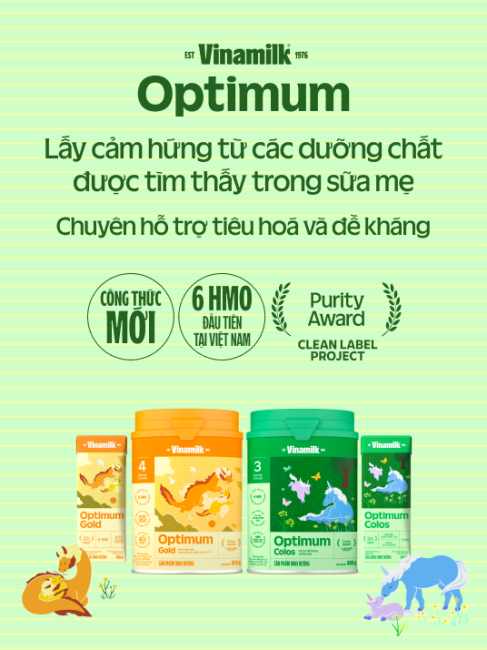 EST Vinamilk 1976
Optimum
Lấy cảm hứng từ các dưỡng chất
được tìm thấy trong sữa mẹ
Chuyên hỗ trợ tiêu hoá và đề kháng
CÔNG THỨC
MỚI
6 HMO
ĐẦU TIÊN
TẠI VIỆT NAM
Purity
Award
CLEAN LABEL
PROJECT
Vinamilk
Optimum
Gold
Vinamilk
4
Optimum
Gold
SẢN PHẨM DINH DƯỠNG
Vinamilk
3
Optimum
Colos
SẢN PHẨM DINH DƯỠNG
Vinamilk
Optimum
Colos